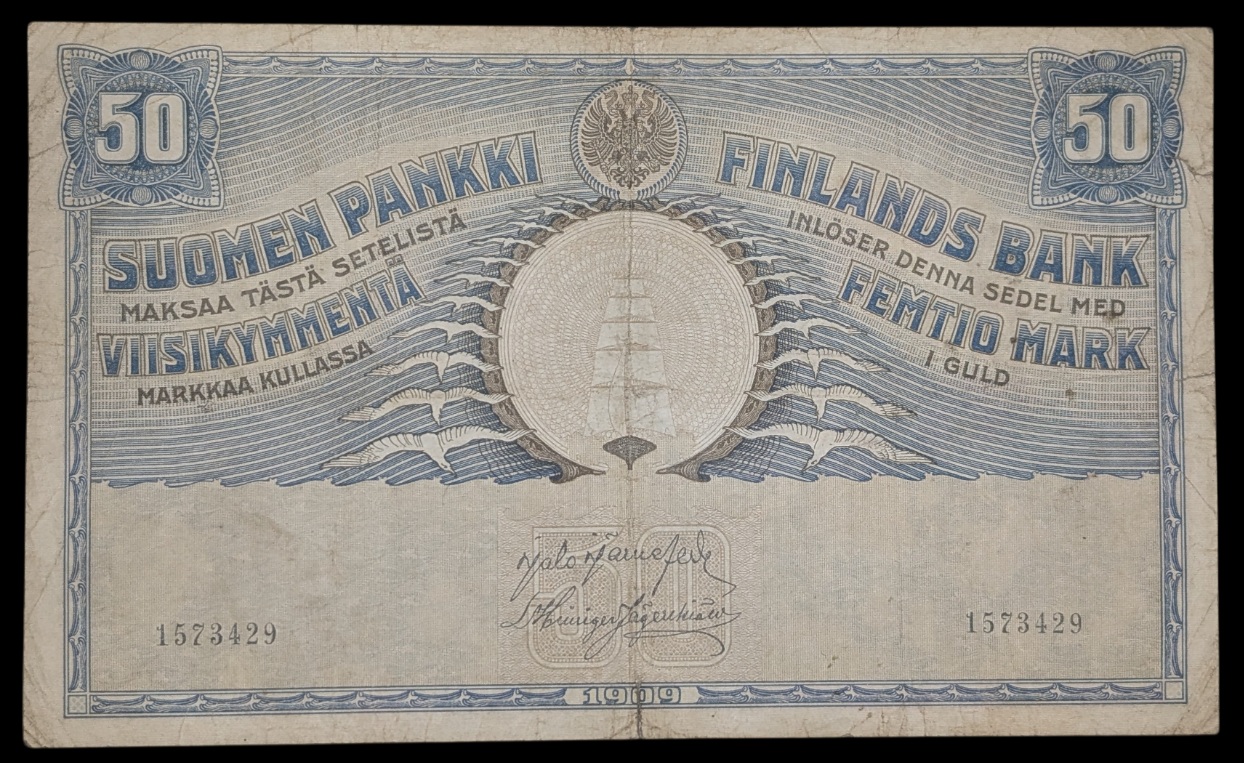 50
50
SUOMEN PANKKI
MAKSAA TÄSTÄ SETELISTÄ
VIISIKYMMENTÄ
MARKKAA KULLASSA
FINLANDS BANK
INLÖSER DENNA SEDEL MED
FEMTIO MARK
I GULD
50
1573429
1573429
1909